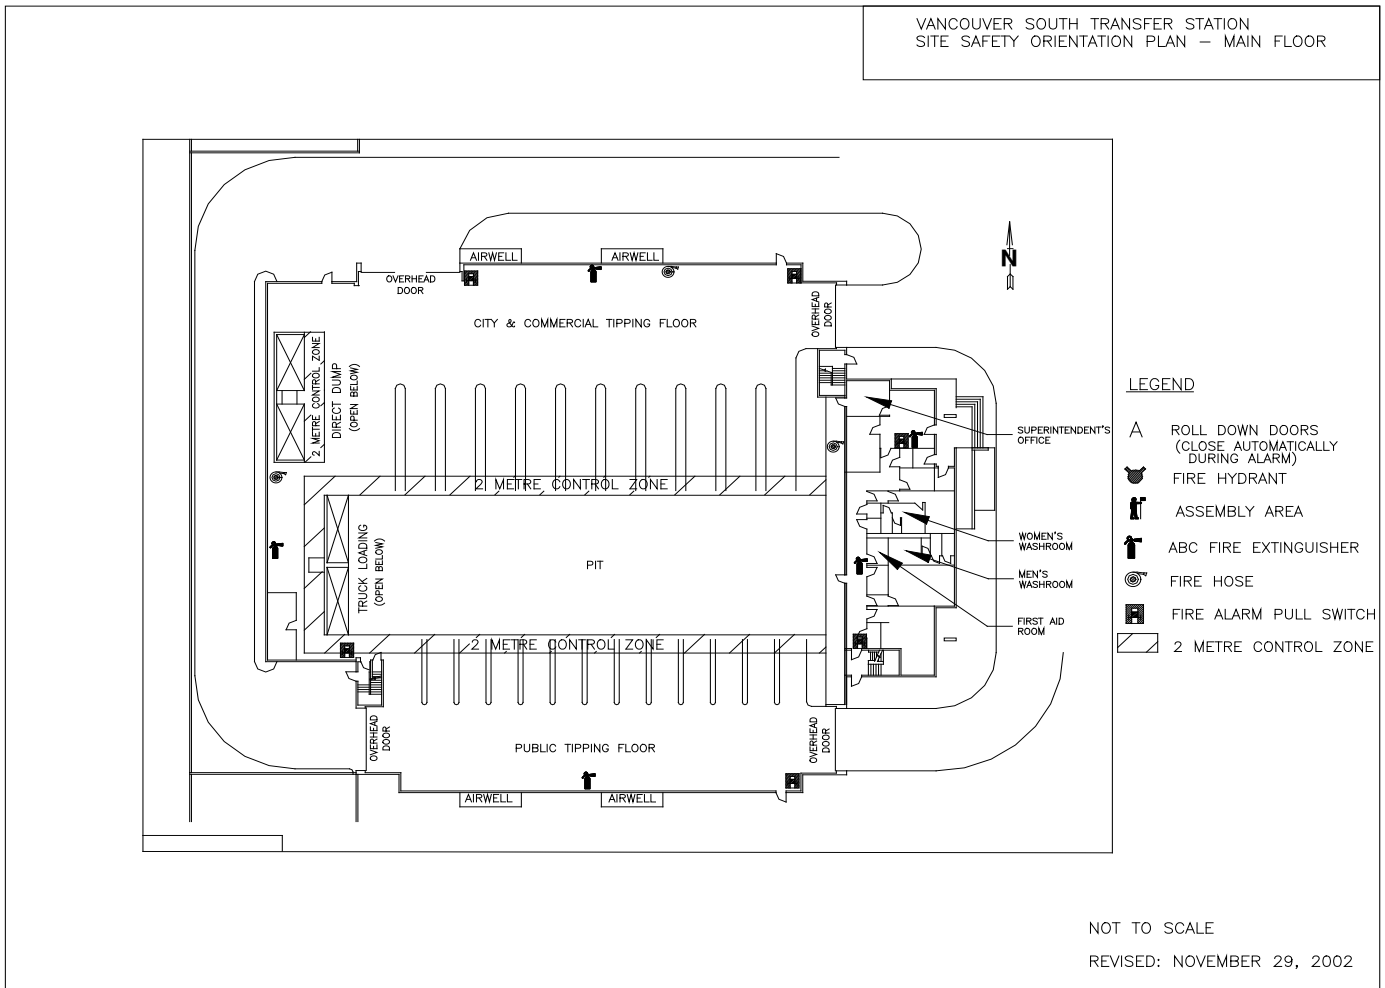 VANCOUVER SOUTH TRANSFER STATION
SITE SAFETY ORIENTATION PLAN – MAIN FLOOR
AIRWELL
AIRWELL
N
OVERHEAD
DOOR
OVERHEAD
DOOR
CITY & COMMERCIAL TIPPING FLOOR
2 METRE CONTROL ZONE
DIRECT DUMP
(OPEN BELOW)
2 METRE CONTROL ZONE
TRUCK LOADING
(OPEN BELOW)
PIT
2 METRE CONTROL ZONE
SUPERINTENDENT'S
OFFICE
WOMEN'S
WASHROOM
MEN'S
WASHROOM
FIRST AID
ROOM
OVERHEAD
DOOR
PUBLIC TIPPING FLOOR
OVERHEAD
DOOR
AIRWELL
AIRWELL
LEGEND
A ROLL DOWN DOORS
(CLOSE AUTOMATICALLY
DURING ALARM)
FIRE HYDRANT
ASSEMBLY AREA
ABC FIRE EXTINGUISHER
FIRE HOSE
FIRE ALARM PULL SWITCH
2 METRE CONTROL ZONE
NOT TO SCALE
REVISED: NOVEMBER 29, 2002